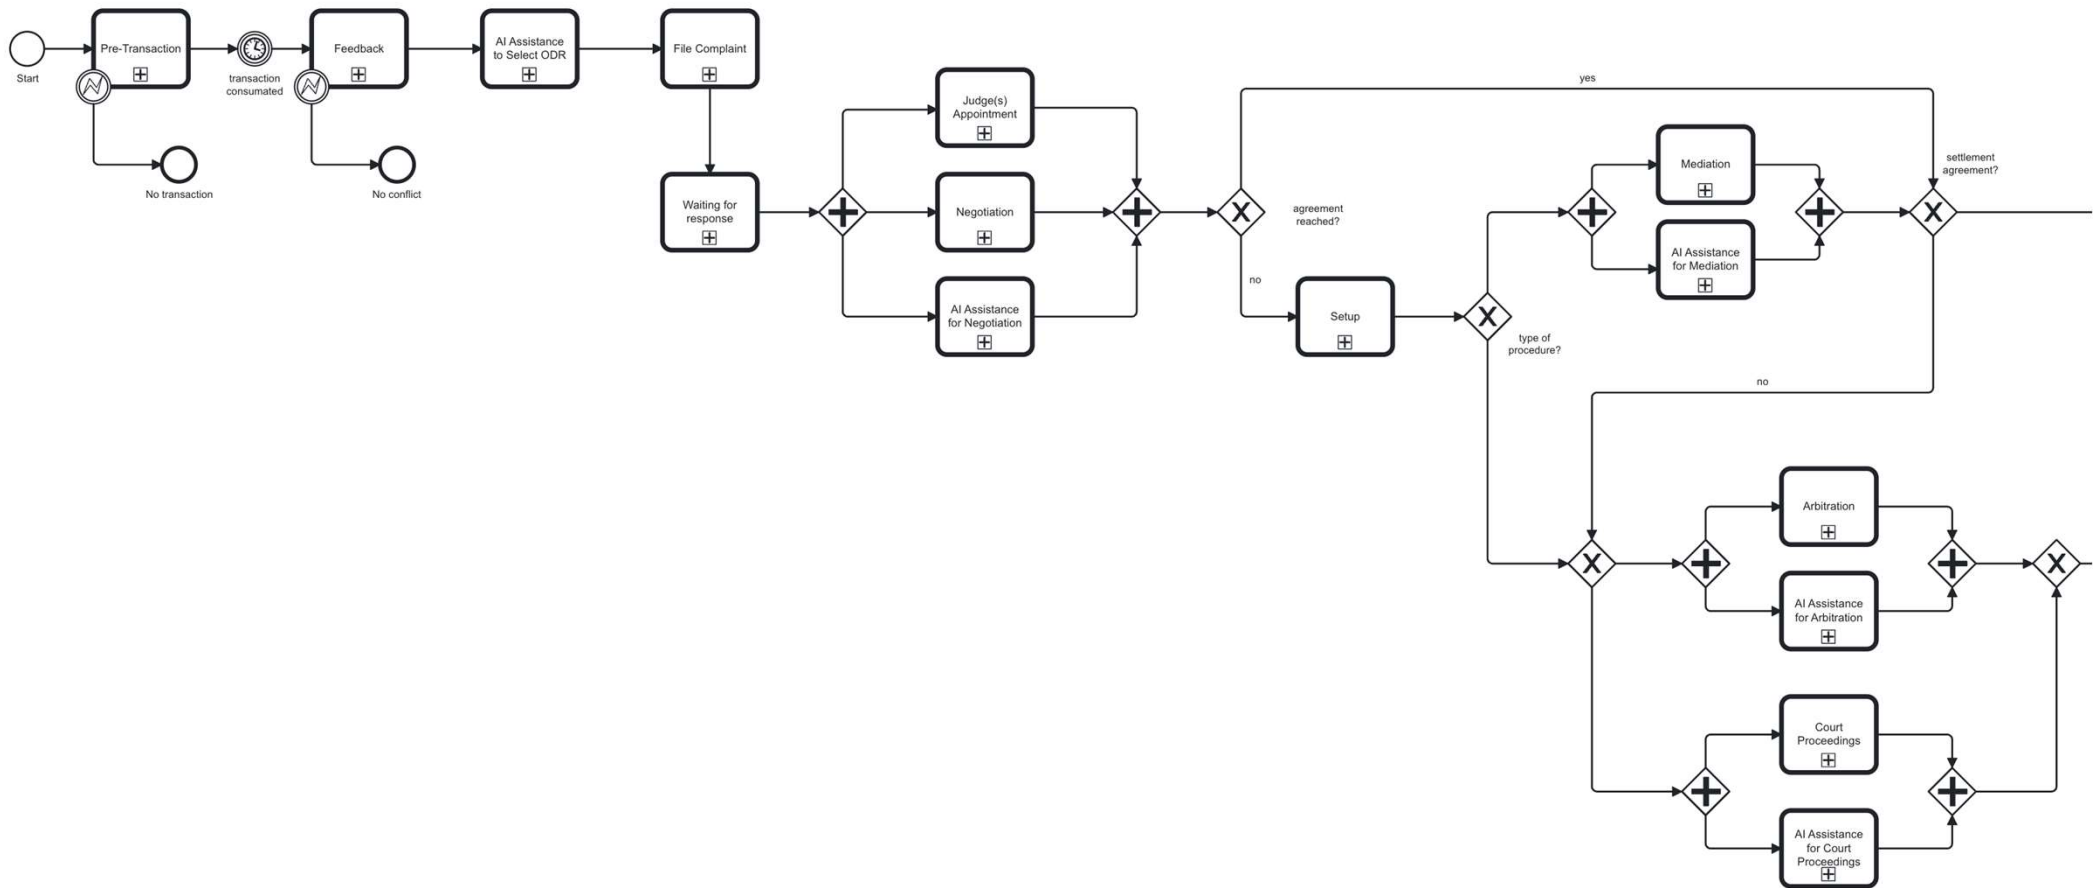 Start
Pre-Transaction
No transaction
transaction
consumated
Feedback
No conflict
AI Assistance
to Select ODR
File Complaint
Waiting for
response
Judge(s)
Appointment
Negotiation
AI Assistance
for Negotiation
agreement
reached?
yes
no
Setup
type of
procedure?
Mediation
AI Assistance
for Mediation
settlement
agreement?
no
Arbitration
AI Assistance
for Arbitration
Court
Proceedings
AI Assistance
for Court
Proceedings